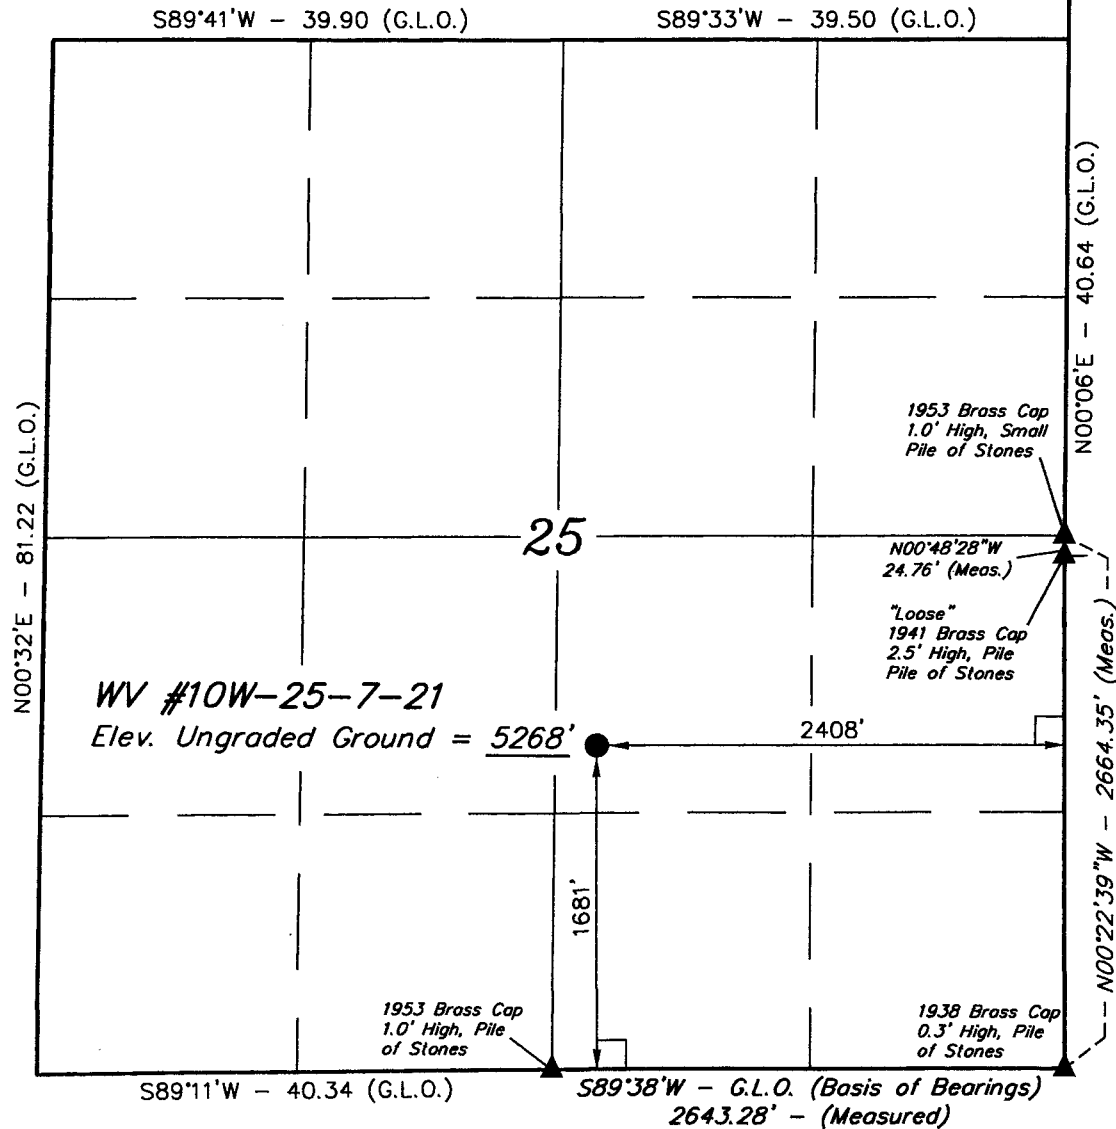 S89°41'W – 39.90 (G.L.O.)
S89°33'W – 39.50 (G.L.O.)
N00°06'E – 40.64 (G.L.O.)
N00°32'E – 81.22 (G.L.O.)
1953 Brass Cap
1.0' High, Small
Pile of Stones
25
N00°48'28"W
24.76' (Meas.)
"Loose"
1941 Brass Cap
2.5' High, Pile
Pile of Stones
WV #10W–25–7–21
Elev. Ungraded Ground = 5268'
2408'
N00°22'39"W – 2664.35' (Meas.)
1681'
1953 Brass Cap
1.0' High, Pile
of Stones
1938 Brass Cap
0.3' High, Pile
of Stones
S89°11'W – 40.34 (G.L.O.)
S89°38'W – G.L.O. (Basis of Bearings)
2643.28' – (Measured)